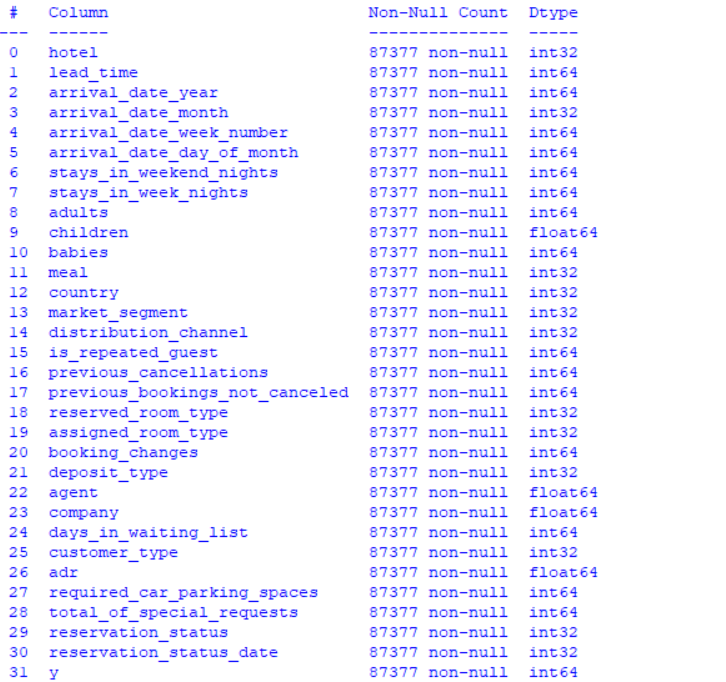 #   Column                          Non-Null Count  Dtype
--- ------                          --------------  -----
0   hotel                           87377 non-null  int32
1   lead_time                       87377 non-null  int64
2   arrival_date_year               87377 non-null  int64
3   arrival_date_month              87377 non-null  int32
4   arrival_date_week_number        87377 non-null  int64
5   arrival_date_day_of_month       87377 non-null  int64
6   stays_in_weekend_nights         87377 non-null  int64
7   stays_in_week_nights            87377 non-null  int64
8   adults                          87377 non-null  int64
9   children                        87377 non-null  float64
10  babies                          87377 non-null  int64
11  meal                            87377 non-null  int32
12  country                         87377 non-null  int32
13  market_segment                  87377 non-null  int32
14  distribution_channel            87377 non-null  int32
15  is_repeated_guest               87377 non-null  int64
16  previous_cancellations          87377 non-null  int64
17  previous_bookings_not_canceled  87377 non-null  int64
18  reserved_room_type              87377 non-null  int32
19  assigned_room_type              87377 non-null  int32
20  booking_changes                 87377 non-null  int64
21  deposit_type                    87377 non-null  int32
22  agent                           87377 non-null  float64
23  company                         87377 non-null  float64
24  days_in_waiting_list            87377 non-null  int64
25  customer_type                   87377 non-null  int32
26  adr                             87377 non-null  float64
27  required_car_parking_spaces     87377 non-null  int64
28  total_of_special_requests       87377 non-null  int64
29  reservation_status              87377 non-null  int32
30  reservation_status_date         87377 non-null  int32
31  y                               87377 non-null  int64